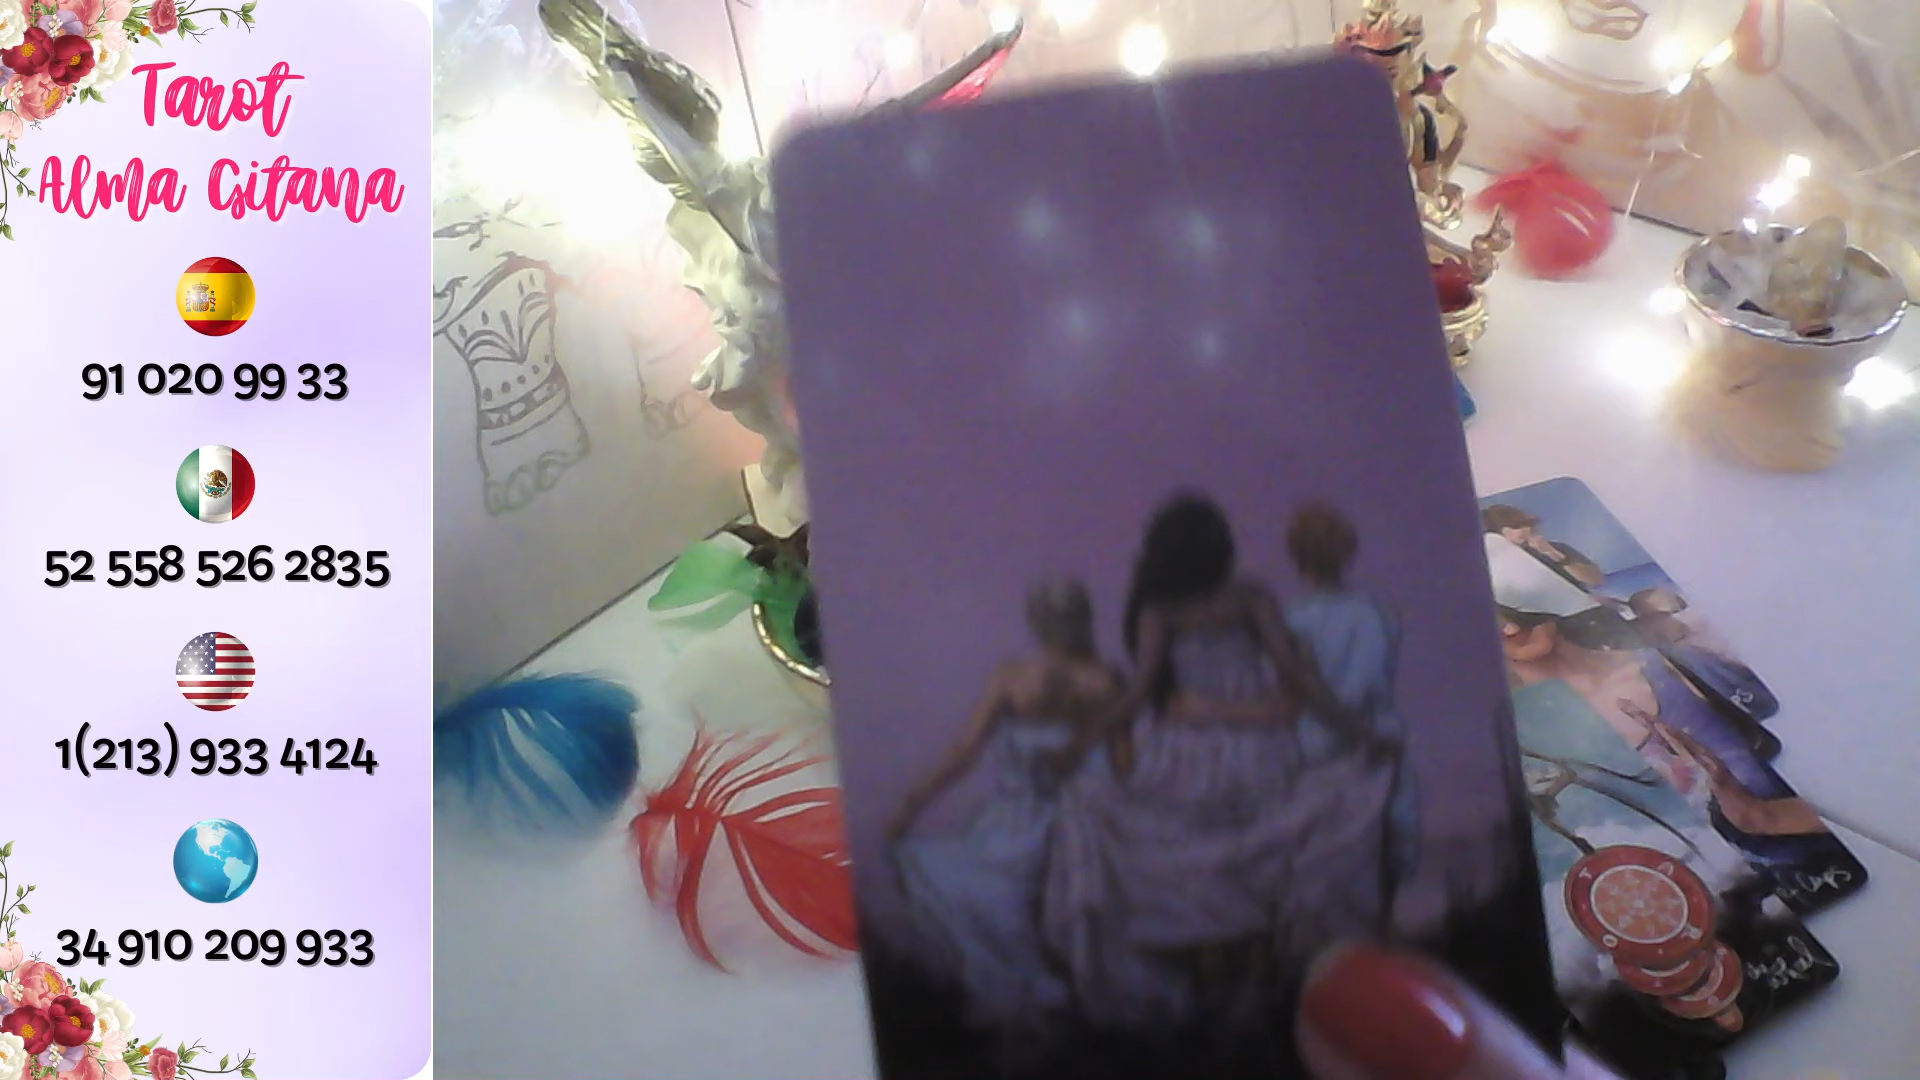 Tarot
Alma Gitana
91 020 99 33
52 558 526 2835
1(213) 933 4124
34 910 209 933